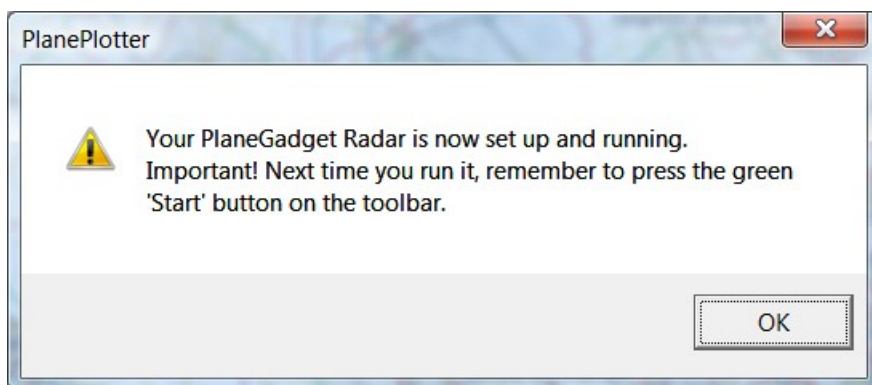 PlanePlotter
Your PlaneGadget Radar is now set up and running.
Important! Next time you run it, remember to press the green
'Start' button on the toolbar.
OK